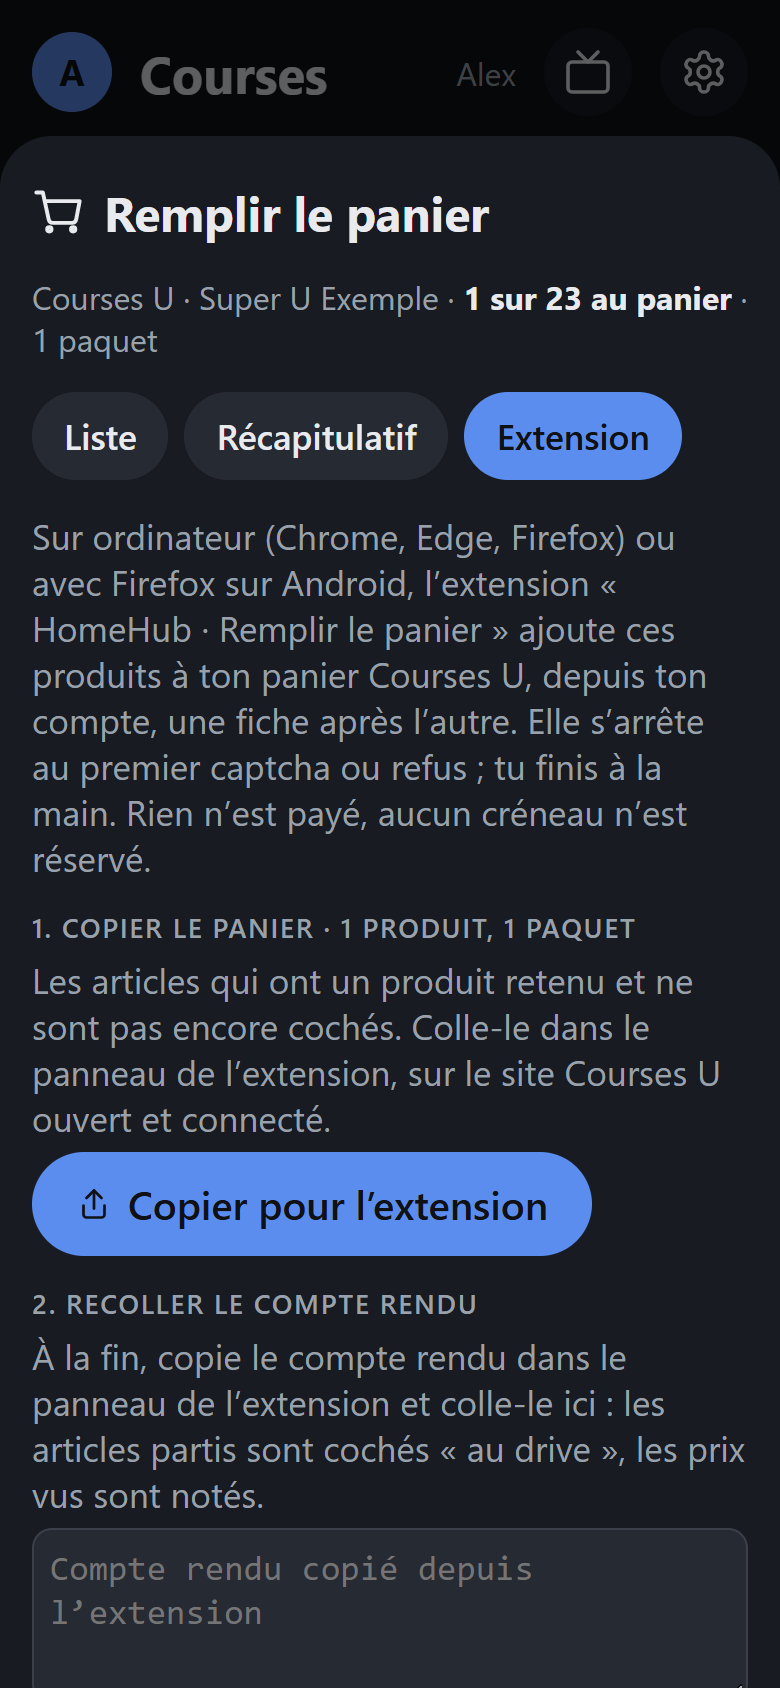 A
Courses
Alex
Remplir le panier
Courses U · Super U Exemple · 1 sur 23 au panier ·
1 paquet
Liste
Récapitulatif
Extension
Sur ordinateur (Chrome, Edge, Firefox) ou
avec Firefox sur Android, l’extension «
HomeHub · Remplir le panier » ajoute ces
produits à ton panier Courses U, depuis ton
compte, une fiche après l’autre. Elle s’arrête
au premier captcha ou refus ; tu finis à la
main. Rien n’est payé, aucun créneau n’est
réservé.
1. COPIER LE PANIER · 1 PRODUIT, 1 PAQUET
Les articles qui ont un produit retenu et ne
sont pas encore cochés. Colle-le dans le
panneau de l’extension, sur le site Courses U
ouvert et connecté.
Copier pour l’extension
2. RECOLLER LE COMPTE RENDU
À la fin, copie le compte rendu dans le
panneau de l’extension et colle-le ici : les
articles partis sont cochés « au drive », les prix
vus sont notés.
Compte rendu copié depuis
l’extension